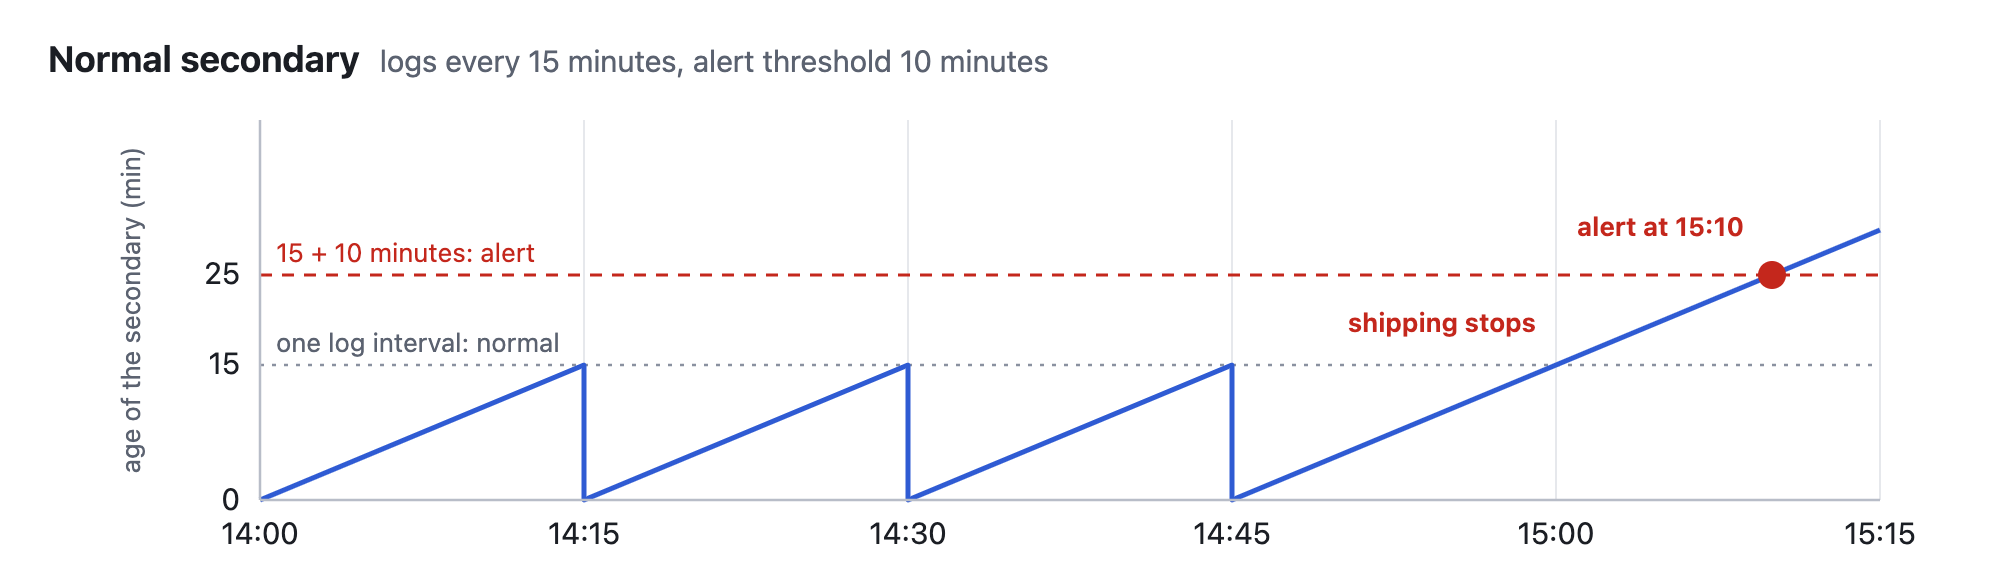 Normal secondary logs every 15 minutes, alert threshold 10 minutes
age of the secondary (min)
alert at 15:10
15 + 10 minutes: alert
25
shipping stops
one log interval: normal
15
0
14:00 14:15 14:30 14:45 15:00 15:15